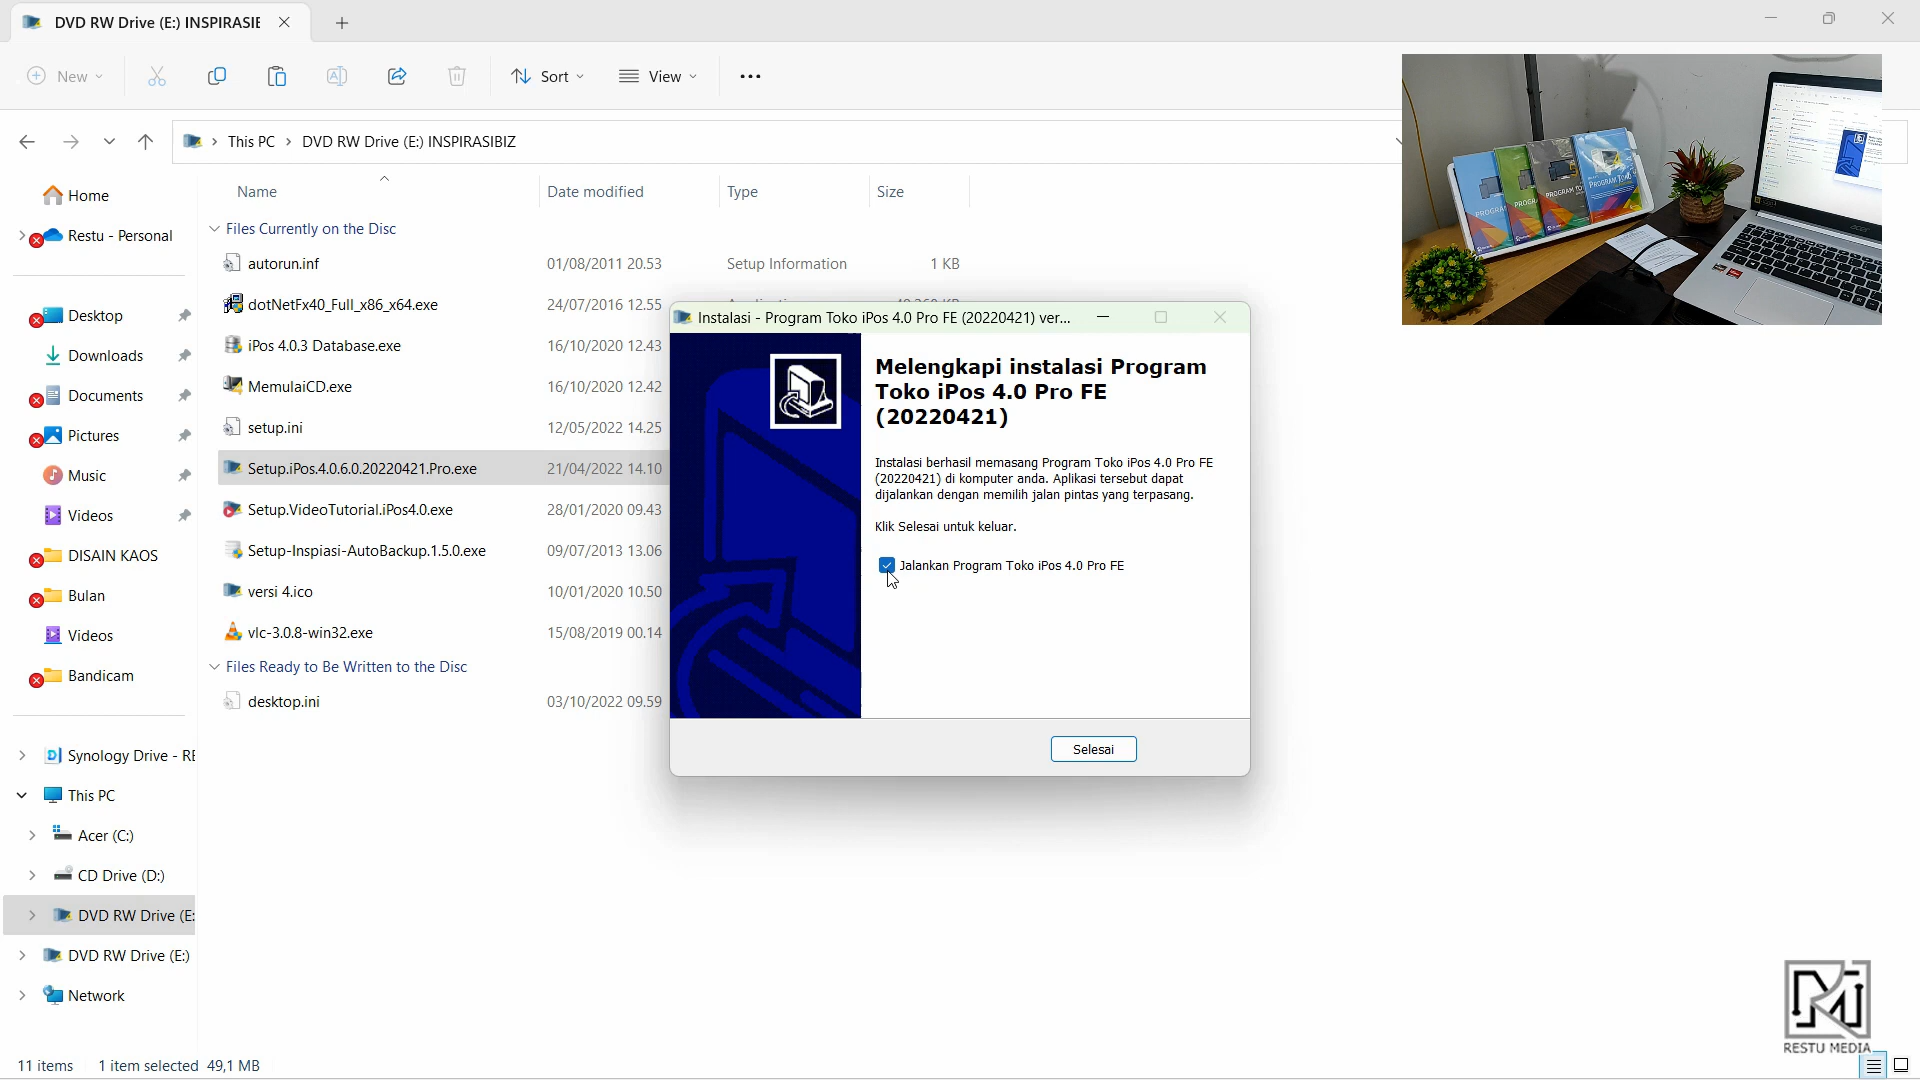 DVD RW Drive (E:) INSPIRASIE
New
Sort
View
This PC
DVD RW Drive (E:) INSPIRASIBIZ
Home
Restu - Personal
Desktop
Downloads
Documents
Pictures
Music
Videos
DISAIN KAOS
Bulan
Videos
Bandicam
Synology Drive - RE
This PC
Acer (C:)
CD Drive (D:)
DVD RW Drive (E:
DVD RW Drive (E:)
Network
Name Date modified Type Size
Files Currently on the Disc
autorun.inf 01/08/2011 20.53 Setup Information 1 KB
dotNetFx40_Full_x86_x64.exe 24/07/2016 12.55
iPos 4.0.3 Database.exe 16/10/2020 12.43
MemulaiCD.exe 16/10/2020 12.42
setup.ini 12/05/2022 14.25
Setup.iPos.4.0.6.0.20220421.Pro.exe 21/04/2022 14.10
Setup.VideoTutorial.iPos4.0.exe 28/01/2020 09.43
Setup-Inspiasi-AutoBackup.1.5.0.exe 09/07/2013 13.06
versi 4.ico 10/01/2020 10.50
vlc-3.0.8-win32.exe 15/08/2019 00.14
Files Ready to Be Written to the Disc
desktop.ini 03/10/2022 09.59
Instalasi - Program Toko iPos 4.0 Pro FE (20220421) ver...
Melengkapi instalasi Program
Toko iPos 4.0 Pro FE
(20220421)
Instalasi berhasil memasang Program Toko iPos 4.0 Pro FE
(20220421) di komputer anda. Aplikasi tersebut dapat
dijalankan dengan memilih jalan pintas yang terpasang.
Klik Selesai untuk keluar.
Jalankan Program Toko iPos 4.0 Pro FE
Selesai
PROGRAM TOKO
acer
RESTU MEDIA
11 items 1 item selected 49,1 MB